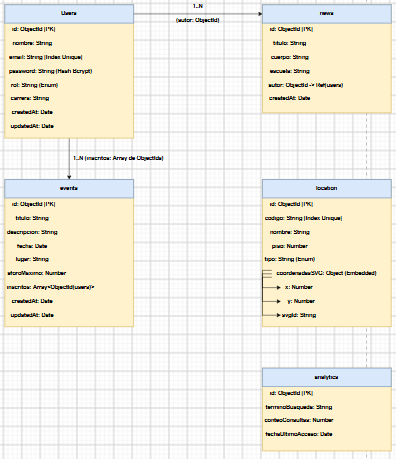 Users
id: ObjectId (PK)
nombre: String
email: String (Index Unique)
password: String (Hash Bcrypt)
rol: String (Enum)
carrera: String
createdAt: Date
updatedAt: Date
1..N
(autor: ObjectId)
news
id: ObjectId (PK)
titulo: String
cuerpo: String
escuela: String
autor: ObjectId -> Ref(users)
createdAt: Date
1..N (inscritos: Array de ObjectIds)
events
id: ObjectId (PK)
titulo: String
descripcion: String
fecha: Date
lugar: String
aforoMaximo: Number
inscritos: Array<ObjectId(users)>
createdAt: Date
updatedAt: Date
location
id: ObjectId (PK)
codigo: String (Index Unique)
nombre: String
piso: Number
tipo: String (Enum)
coordenadasSVG: Object (Embedded)
x: Number
y: Number
svgId: String
analytics
id: ObjectId (PK)
terminoBusqueda: String
conteoConsultas: Number
fechaUltimoAcceso: Date